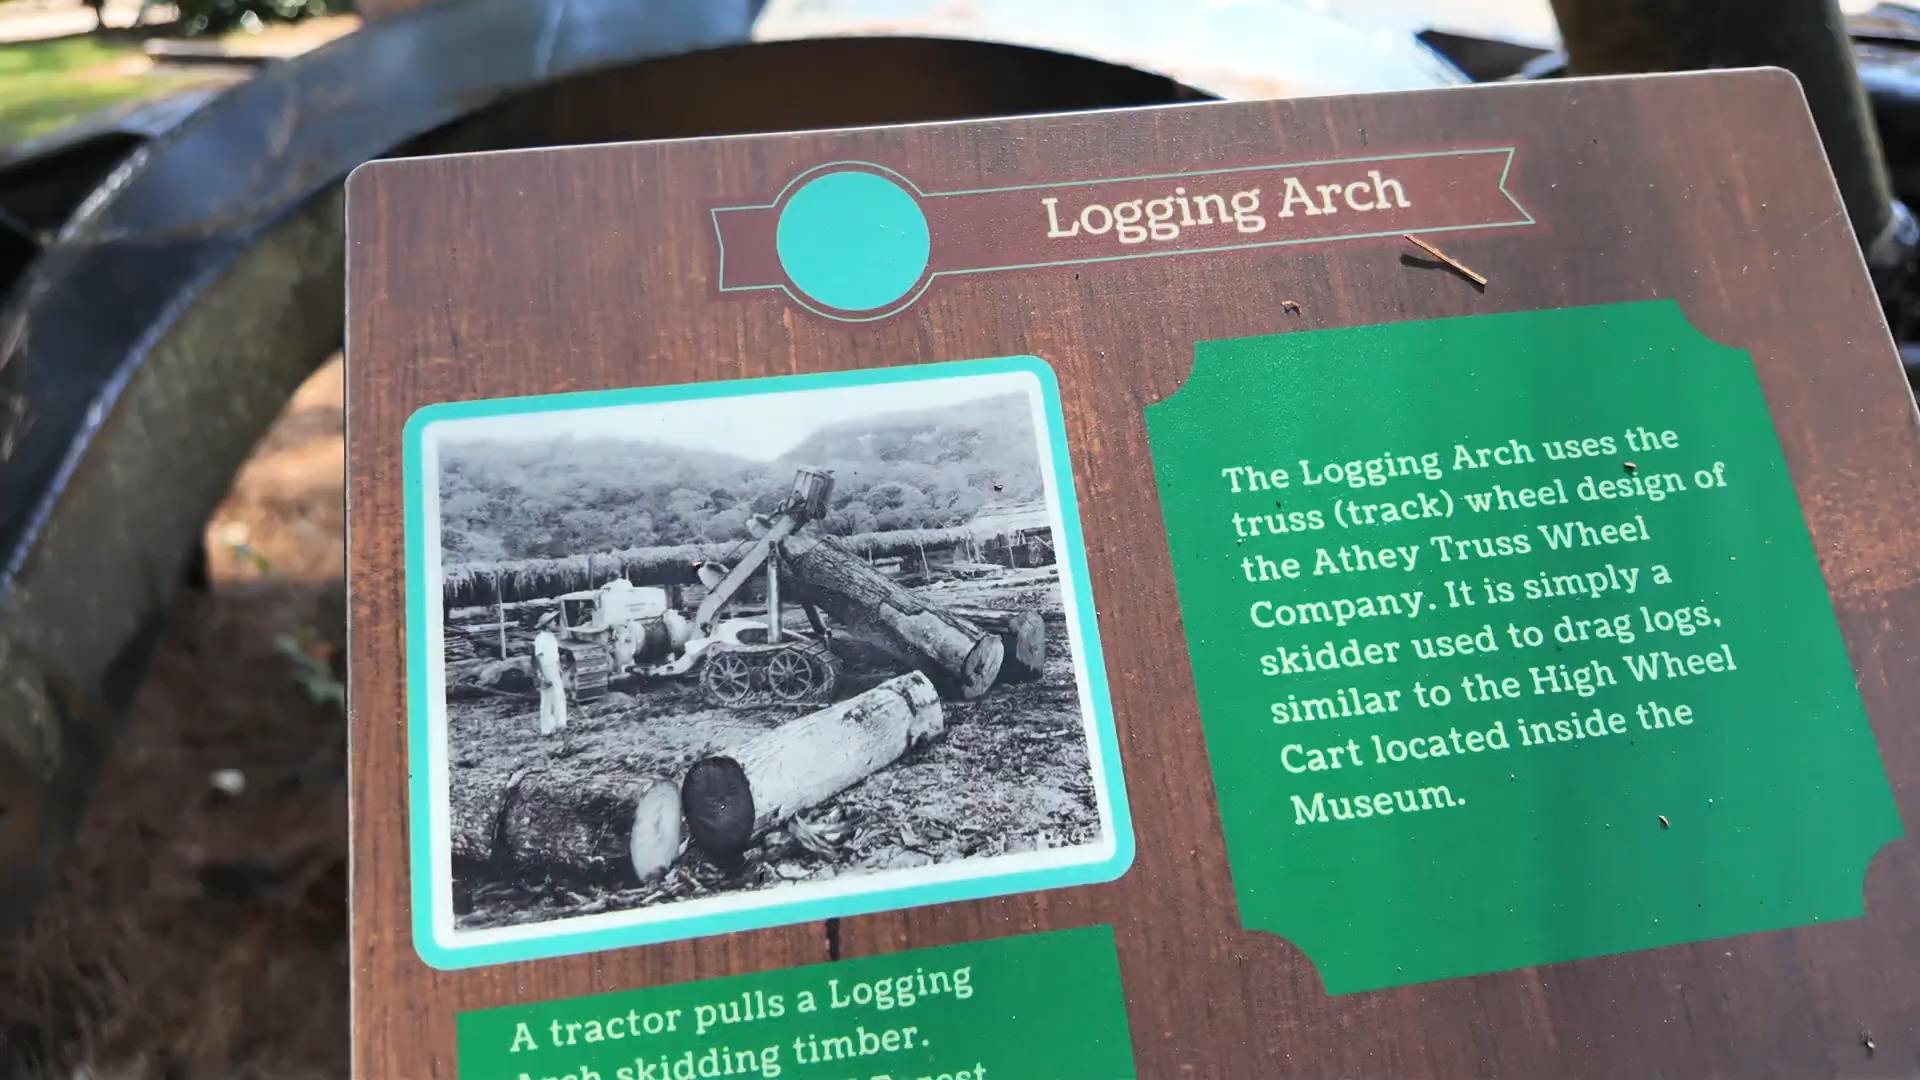 Logging Arch
The Logging Arch uses the
truss (track) wheel design of
the Athey Truss Wheel
Company. It is simply a
skidder used to drag logs,
similar to the High Wheel
Cart located inside the
Museum.
A tractor pulls a Logging
Arch skidding timber.
Forest